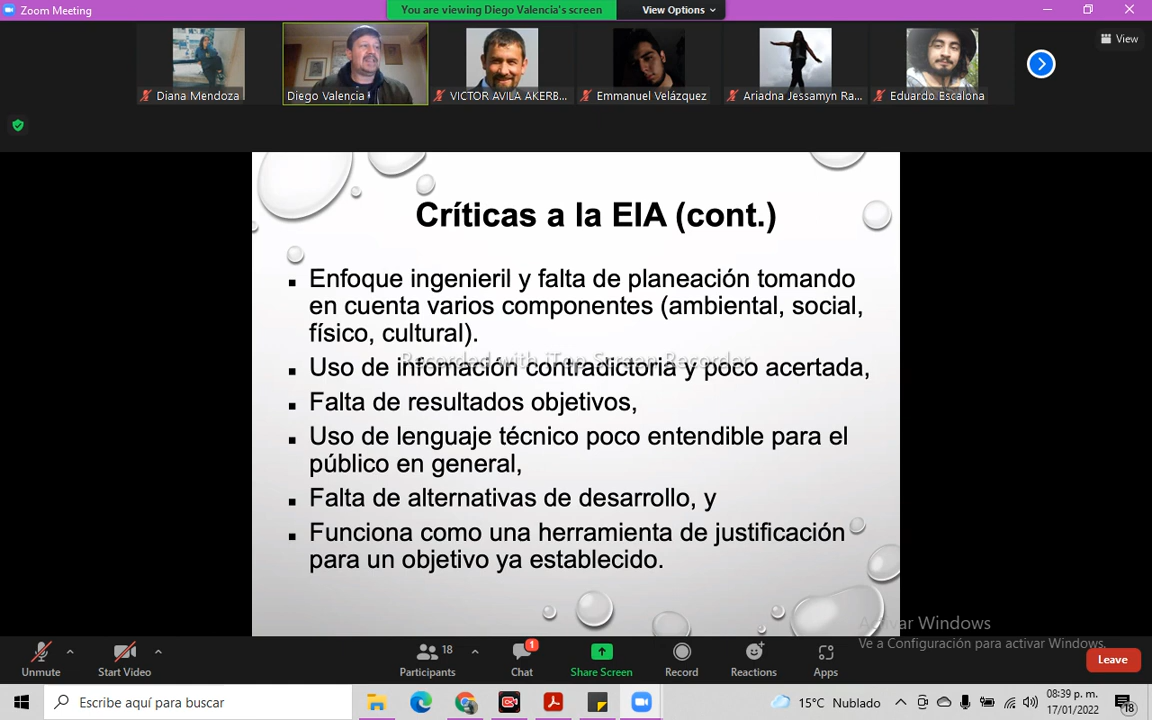 Zoom Meeting
You are viewing Diego Valencia's screen
View Options
View
Diana Mendoza
Diego Valencia
VICTOR AVILA AKERB...
Emmanuel Velázquez
Ariadna Jessamyn Ra...
Eduardo Escalona
Críticas a la EIA (cont.)
Enfoque ingenieril y falta de planeación tomando
en cuenta varios componentes (ambiental, social,
físico, cultural).
Recorded with iTop Screen Recorder
Uso de información contradictoria y poco acertada,
Falta de resultados objetivos,
Uso de lenguaje técnico poco entendible para el
público en general,
Falta de alternativas de desarrollo, y
Funciona como una herramienta de justificación
para un objetivo ya establecido.
Activar Windows
Ve a Configuración para activar Windows.
Unmute
Start Video
18
Participants
1
Chat
Share Screen
Record
Reactions
Apps
Leave
Escribe aquí para buscar
15°C Nublado
08:39 p. m.
17/01/2022
18